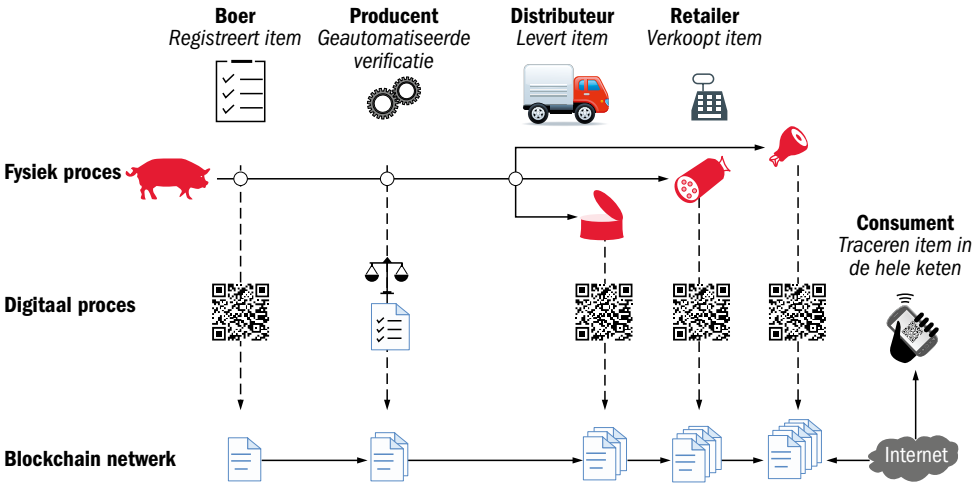 Boer
Registreert item
Producent
Geautomatiseerde
verificatie
Distributeur
Levert item
Retailer
Verkoopt item
Fysiek proces
Consument
Traceren item in
de hele keten
Digitaal proces
Blockchain netwerk
Internet